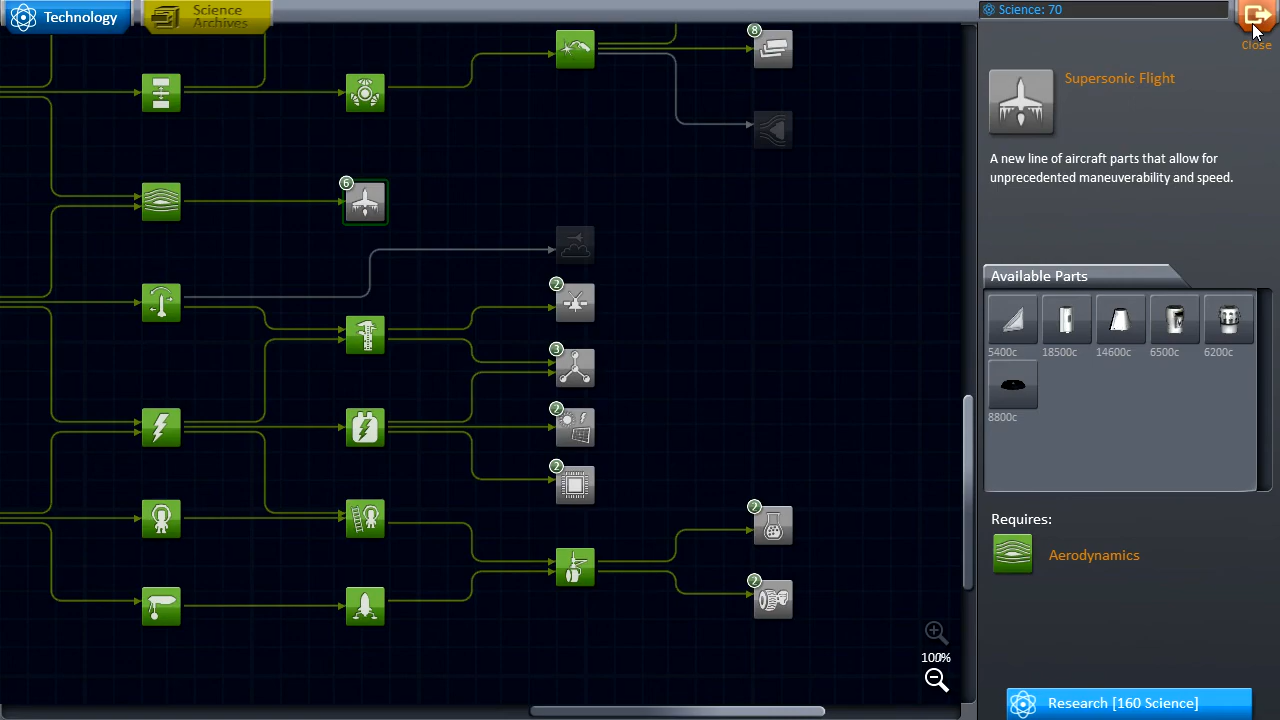 Technology
Science
Archives
Science: 70
Close
Supersonic Flight
A new line of aircraft parts that allow for
unprecedented maneuverability and speed.
8
6
2
3
2
2
2
2
Available Parts
5400c
18500c
14600c
6500c
6200c
8800c
Requires:
Aerodynamics
100%
Research [160 Science]